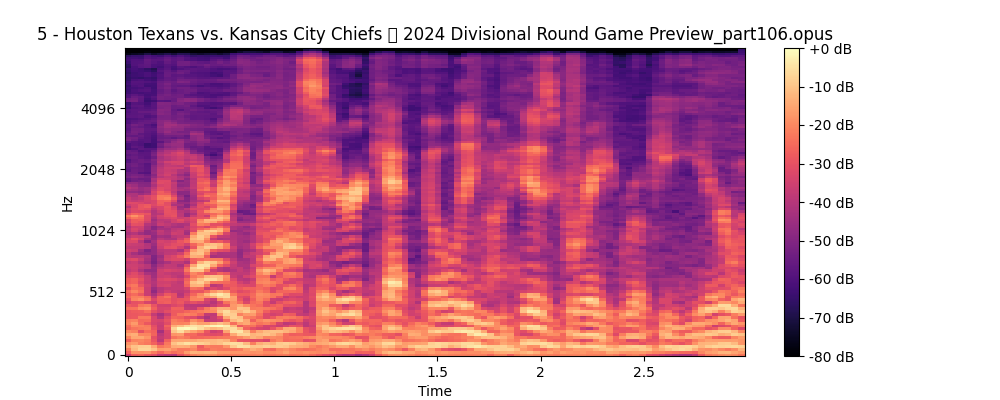 5 - Houston Texans vs. Kansas City Chiefs ▯ 2024 Divisional Round Game Preview_part106.opus
+0 dB
-10 dB
-20 dB
-30 dB
-40 dB
-50 dB
-60 dB
-70 dB
-80 dB
4096
2048
1024
512
0
Hz
0
0.5
1
1.5
2
2.5
Time